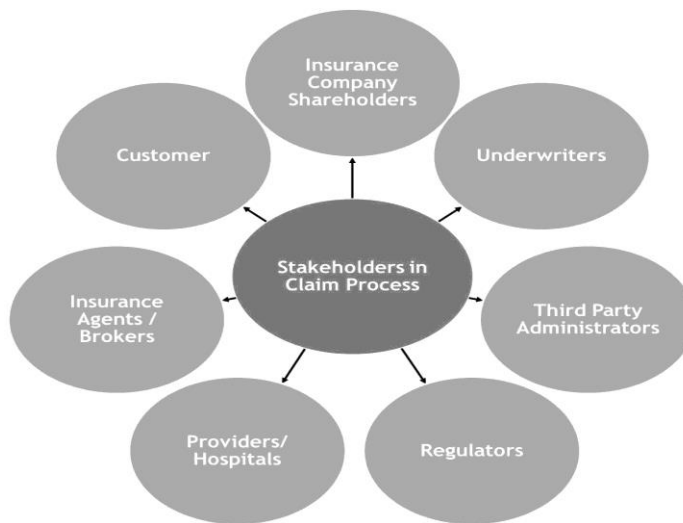 Insurance
Company
Shareholders
Customer
Underwriters
Stakeholders in
Claim Process
Insurance
Agents /
Brokers
Third Party
Administrators
Providers/
Hospitals
Regulators